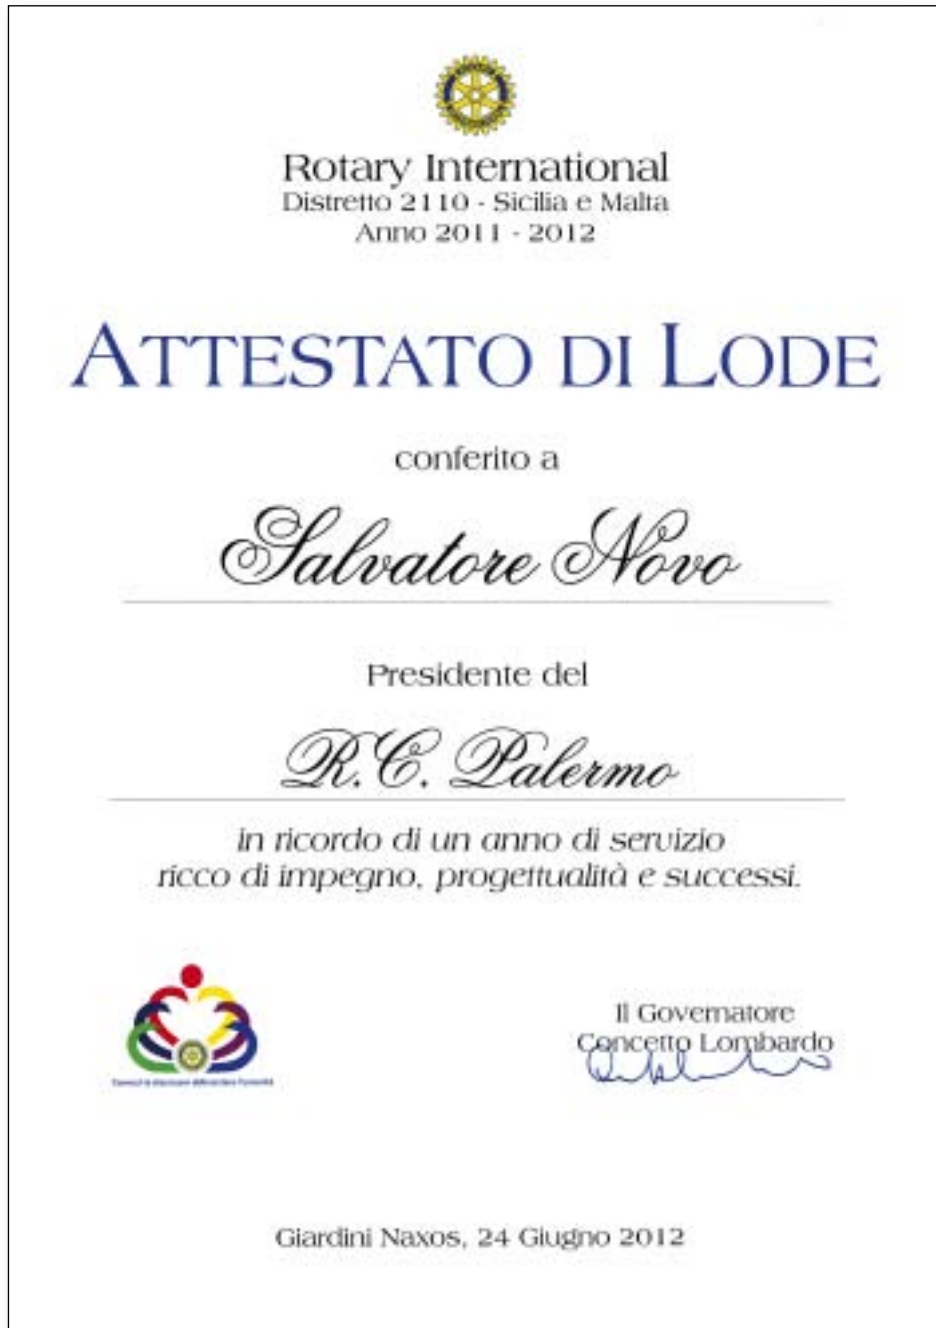 Rotary International
Distretto 2110 - Sicilia e Malta
Anno 2011 - 2012
ATTESTATO DI LODE
conferito a
Salvatore Novo
Presidente del
R.C. Palermo
in ricordo di un anno di servizio
ricco di impegno, progettualità e successi.
Il Governatore
Concetto Lombardo
Giardini Naxos, 24 Giugno 2012